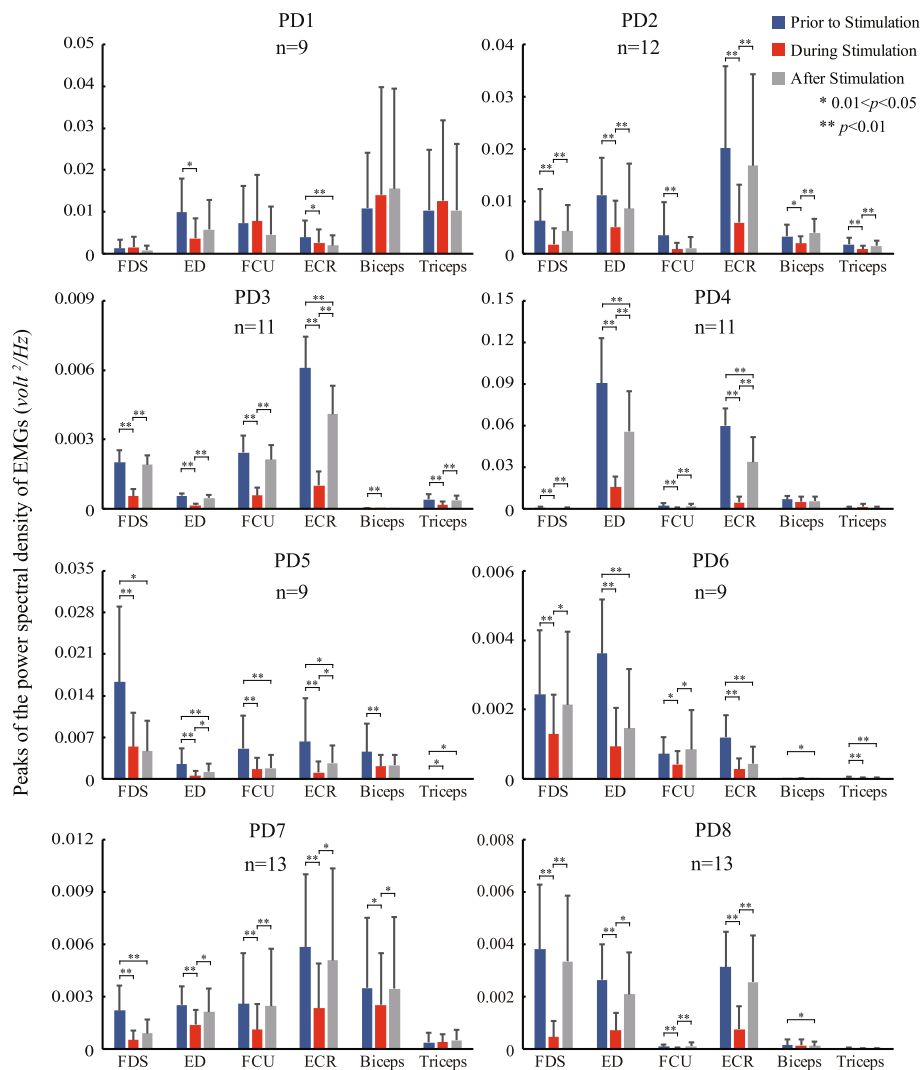 Peaks of the power spectral density of EMGs (volt ²/Hz)
Prior to Stimulation
During Stimulation
After Stimulation
* 0.01<p<0.05
** p<0.01
PD1
n=9
0.05
0.04
0.03
0.02
0.01
0
* ** *
FDS ED FCU ECR Biceps Triceps
PD2
n=12
0.04
0.03
0.02
0.01
0
** ** ** ** ** ** ** * ** ** **
FDS ED FCU ECR Biceps Triceps
PD3
n=11
0.009
0.006
0.003
0
** ** ** ** ** ** ** ** ** ** ** **
FDS ED FCU ECR Biceps Triceps
PD4
n=11
0.15
0.12
0.09
0.06
0.03
0
** ** ** ** ** ** ** ** ** **
FDS ED FCU ECR Biceps Triceps
PD5
n=9
0.035
0.028
0.021
0.014
0.007
0
* ** ** ** * ** ** * ** * ** * *
FDS ED FCU ECR Biceps Triceps
PD6
n=9
0.006
0.004
0.002
0
** * ** ** * * ** ** * ** **
FDS ED FCU ECR Biceps Triceps
PD7
n=13
0.012
0.009
0.006
0.003
0
** ** ** * ** ** ** * * *
FDS ED FCU ECR Biceps Triceps
PD8
n=13
0.008
0.006
0.004
0.002
0
** ** ** * ** ** ** ** *
FDS ED FCU ECR Biceps Triceps